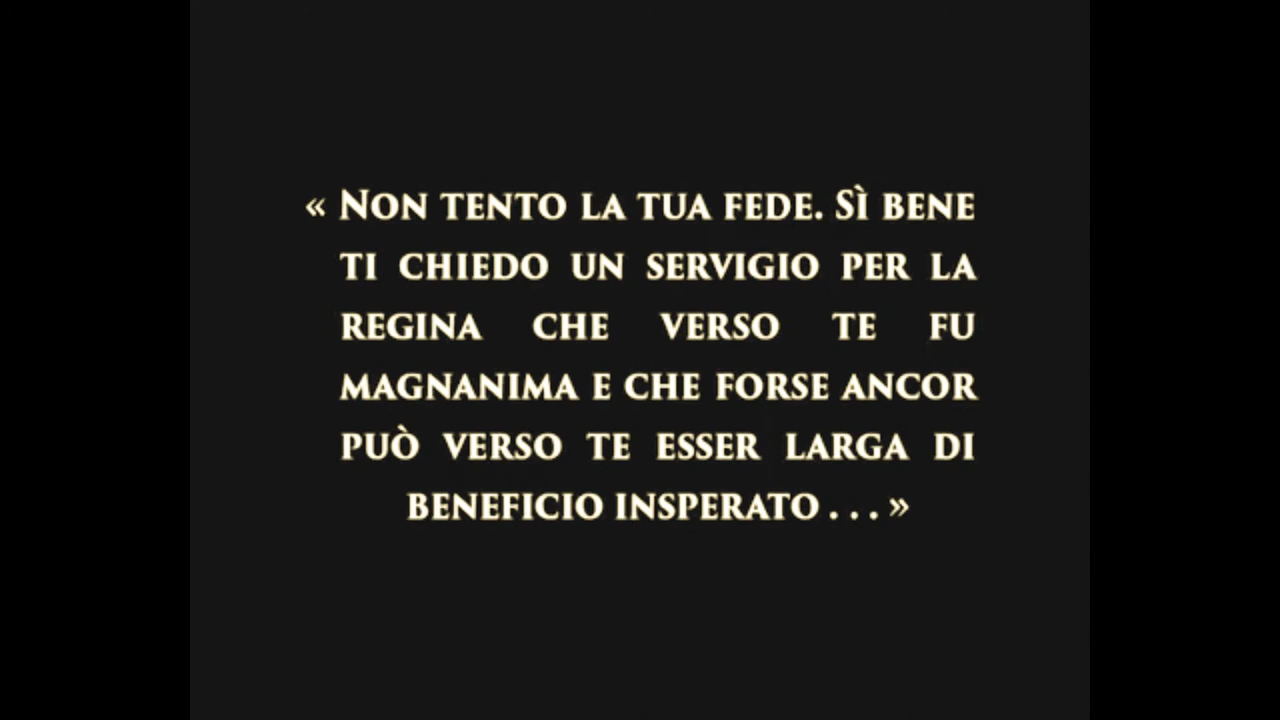 « Non tento la tua fede. Sì bene
ti chiedo un servigio per la
regina che verso te fu
magnanima e che forse ancor
può verso te esser larga di
beneficio insperato . . . »